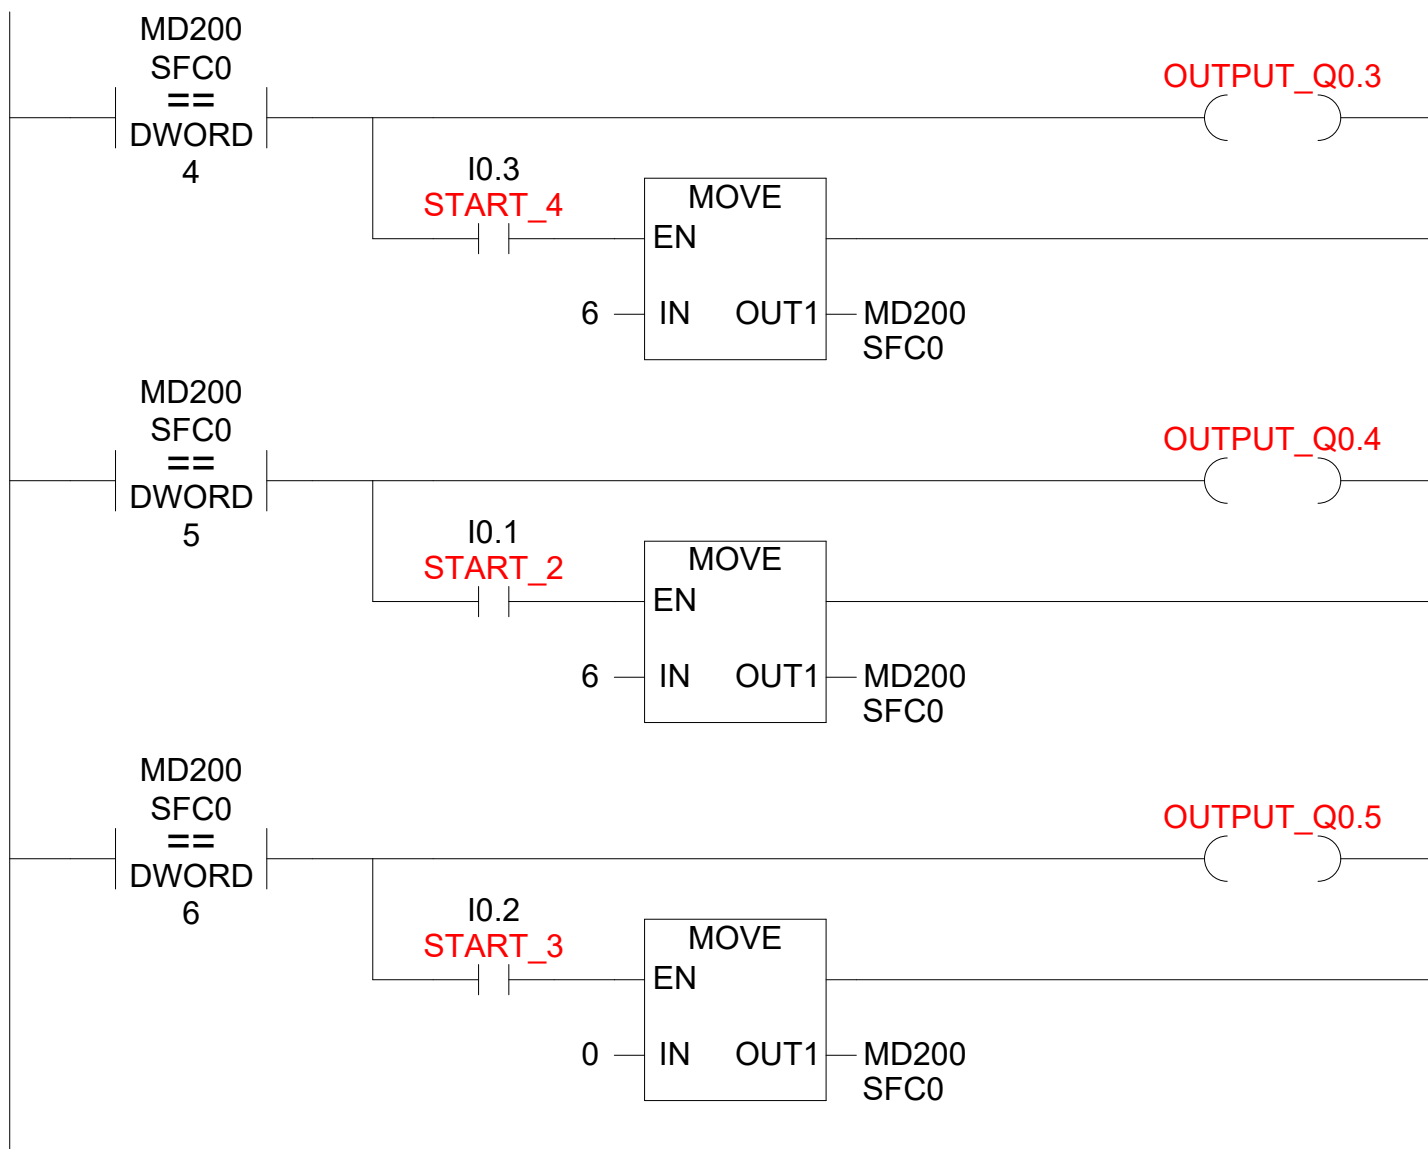 MD200
SFC0
==
DWORD
4
OUTPUT_Q0.3
I0.3
START_4
MOVE
EN
6 IN OUT1 MD200
SFC0
MD200
SFC0
==
DWORD
5
OUTPUT_Q0.4
I0.1
START_2
MOVE
EN
6 IN OUT1 MD200
SFC0
MD200
SFC0
==
DWORD
6
OUTPUT_Q0.5
I0.2
START_3
MOVE
EN
0 IN OUT1 MD200
SFC0